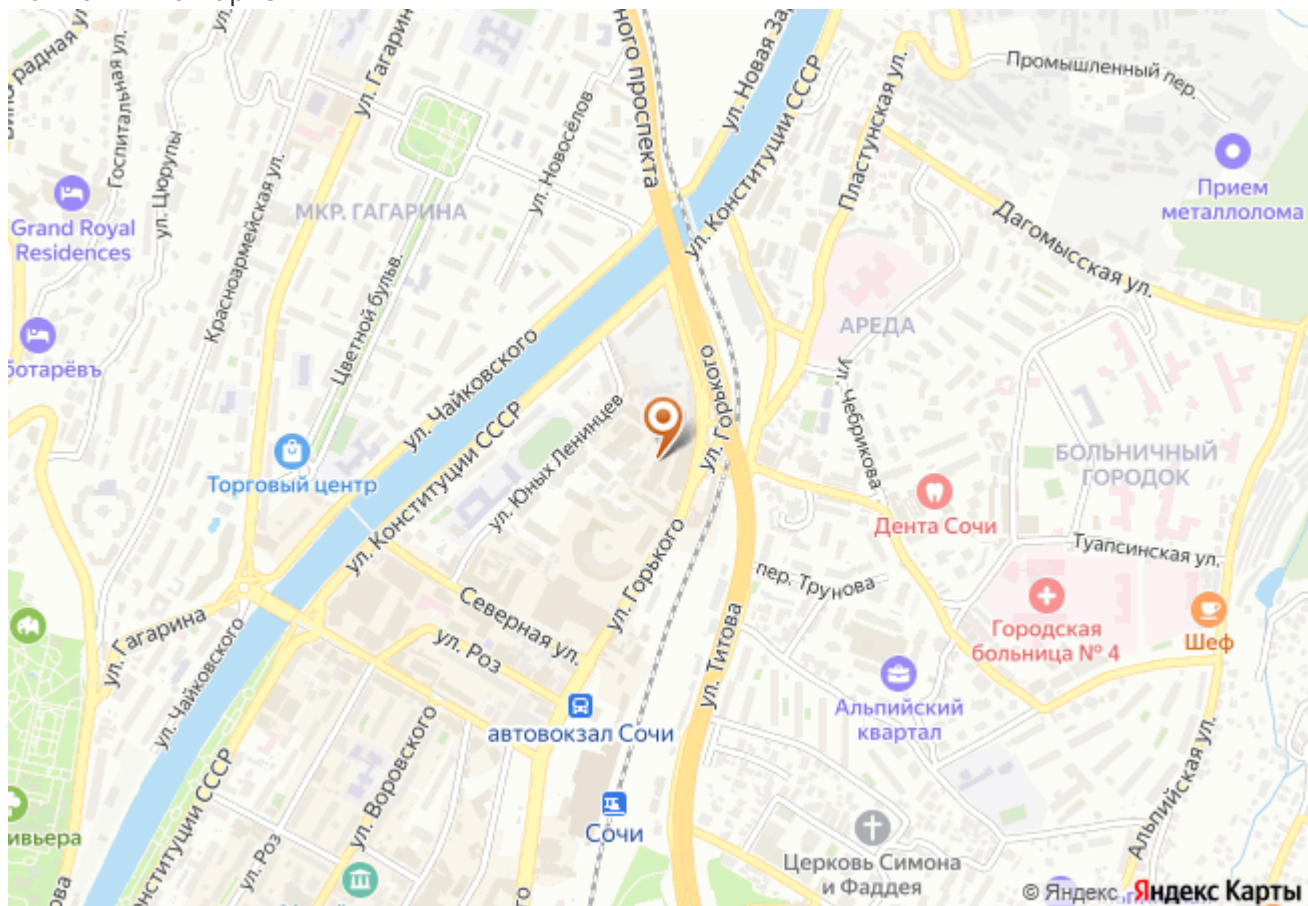 ул. Гагарин
ул. Новая За
ного проспекта
Госпитальная ул.
ул. Цюрупы
Красноармейская ул.
ул. Новосёлов
ул. Конституции СССР
Пластунская ул.
Промышленный пер.
Прием
металлолома
Grand Royal
Residences
МКР. ГАГАРИНА
Дагомысская ул.
Цветной бульв.
АРЕДА
ботарёвъ
ул. Чайковского
ул. Горького
ул. Чебрикова
Торговый центр
ул. Конституции СССР
ул. Юных Ленинцев
БОЛЬНИЧНЫЙ
ГОРОДОК
Дента Сочи
Туапсинская ул.
пер. Трунова
ул. Гагарина
Северная ул.
ул. Горького
ул. Роз
Городская
больница № 4
Шеф
ул. Чайковского
ул. Титова
Альпийский
квартал
автовокзал Сочи
ул. Воровского
Сочи
Альпийская ул.
ивьера
нституции СССР
ул. Роз
Церковь Симона
и Фаддея
© Яндекс Яндекс Карты